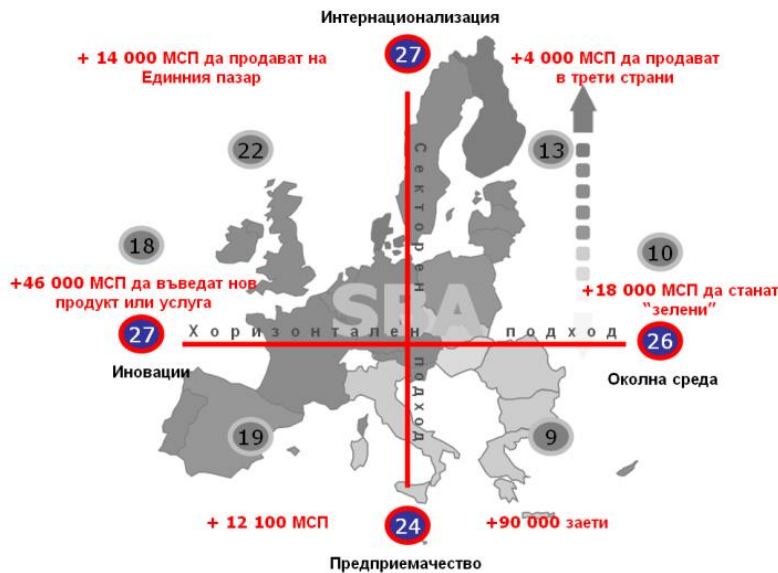 Интернационализация
27
+ 14 000 МСП да продават на
Единния пазар
+4 000 МСП да продават
в трети страни
22
13
18
10
Секторен подход
SBA
+46 000 МСП да въведат нов
продукт или услуга
+18 000 МСП да станат
“зелени”
27
Хоризонтален подход
26
Иновации
Околна среда
19
9
+ 12 100 МСП
24
+90 000 заети
Предприемачество